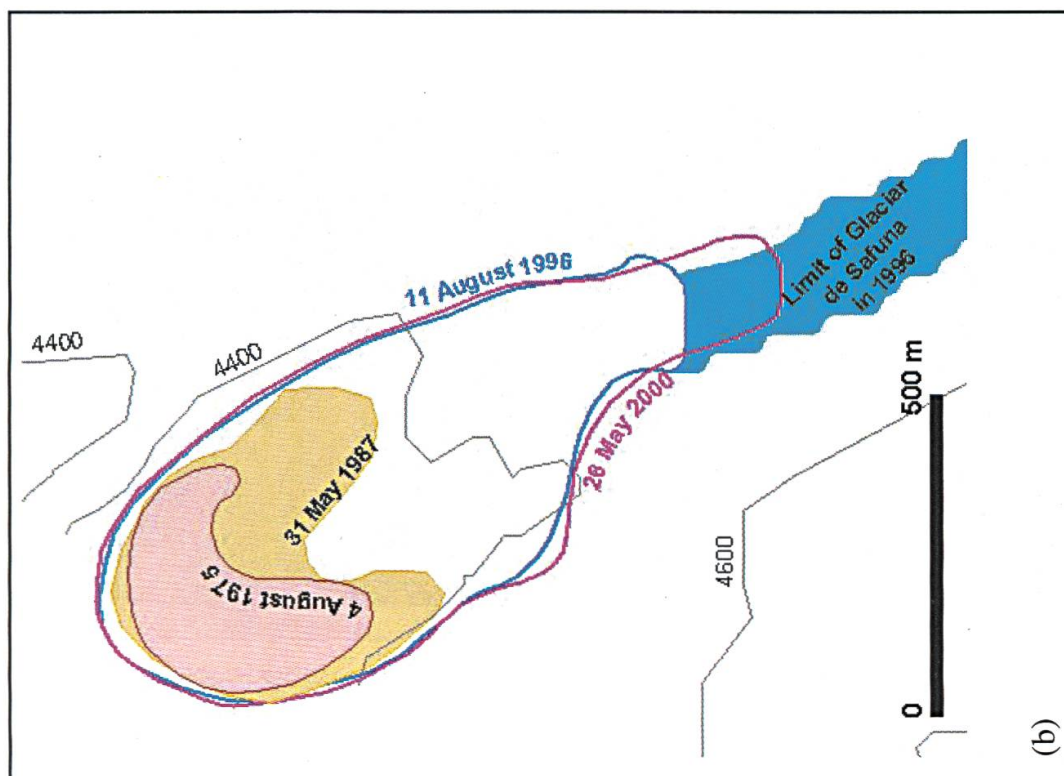 4400
4400
11 August 1996
31 May 1987
4 August 1975
26 May 2000
Limit of Glaciar
de Safuna
in 1996
4600
0
500 m
(b)